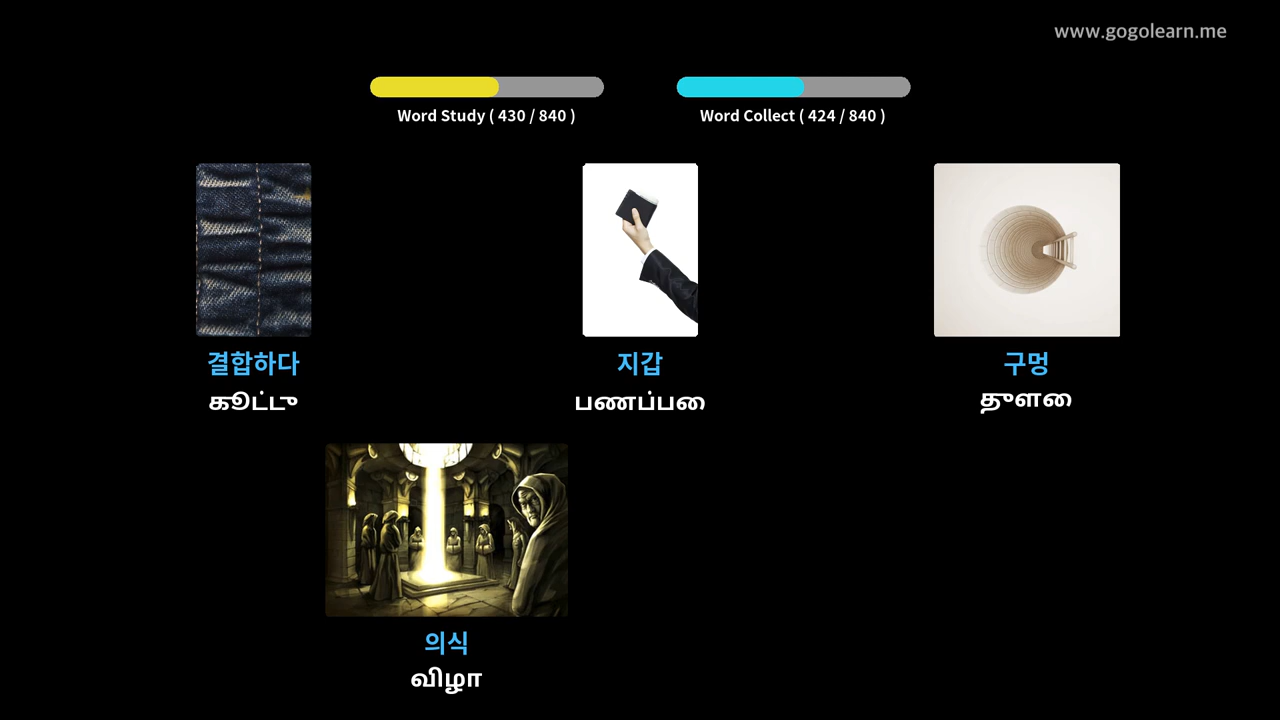 www.gogolearn.me
Word Study ( 430 / 840 )
Word Collect ( 424 / 840 )
결합하다
지갑
구멍
கூட்டு
பணப்பை
துளை
의식
விழா